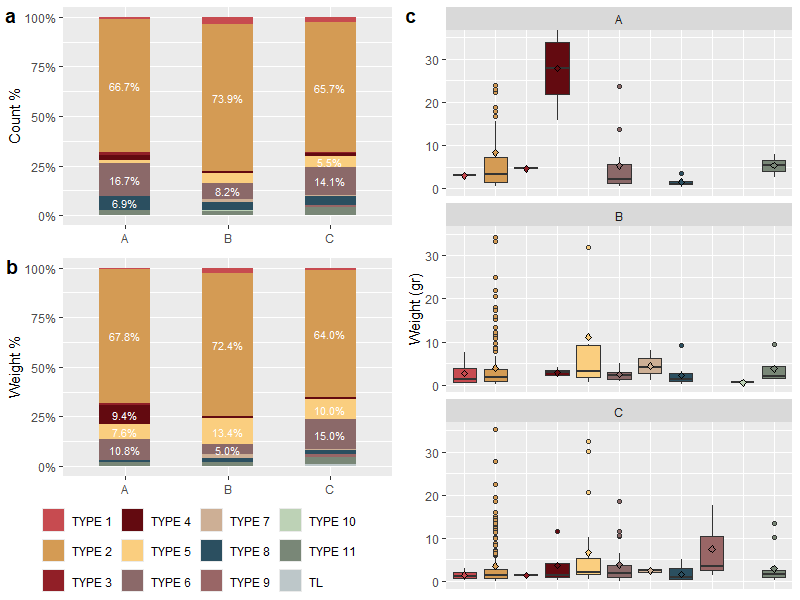 a
100%
75%
50%
25%
0%
Count %
66.7%
16.7%
6.9%
73.9%
8.2%
65.7%
5.5%
14.1%
A B C
b
100%
75%
50%
25%
0%
Weight %
67.8%
9.4%
7.6%
10.8%
72.4%
13.4%
5.0%
64.0%
10.0%
15.0%
A B C
TYPE 1 TYPE 4 TYPE 7 TYPE 10
TYPE 2 TYPE 5 TYPE 8 TYPE 11
TYPE 3 TYPE 6 TYPE 9 TL
c
Weight (gr)
A
30
20
10
0
B
30
20
10
0
C
30
20
10
0